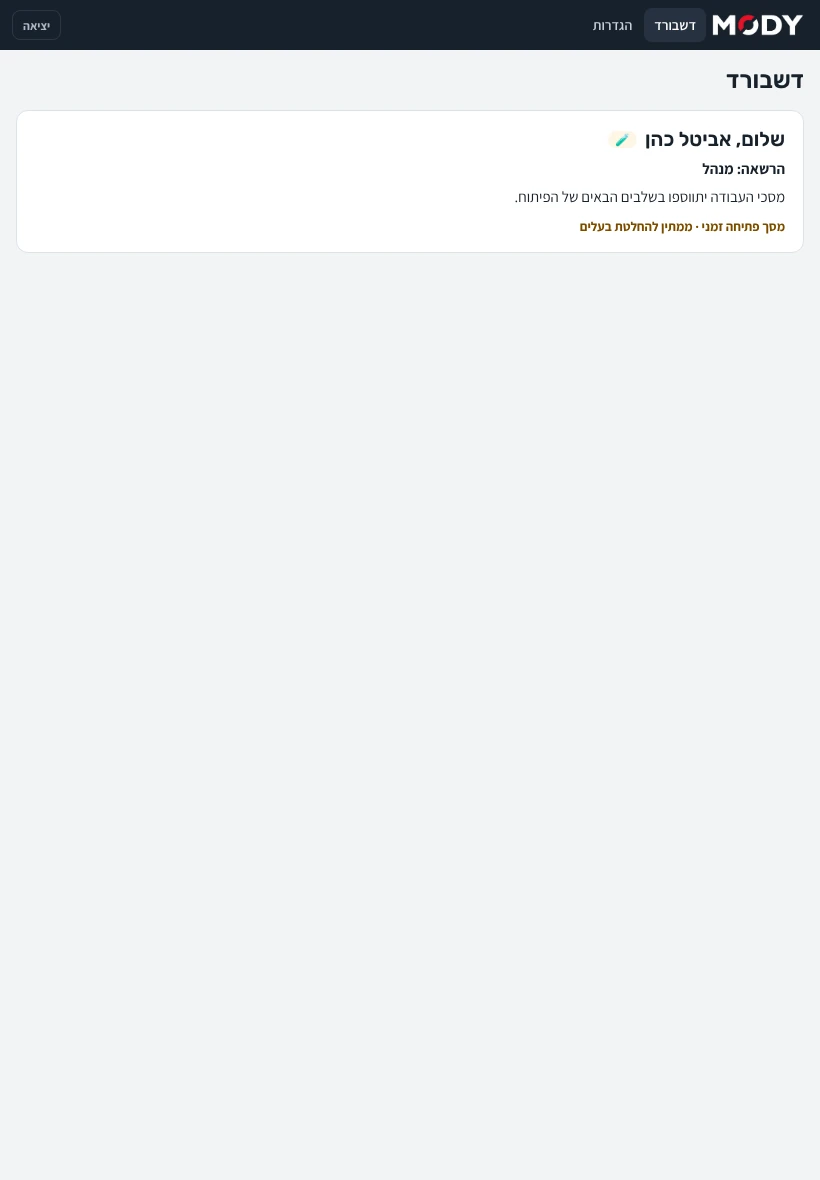 MODY
דשבורד
הגדרות
יציאה
דשבורד
שלום, אביטל כהן 🧪
הרשאה: מנהל
מסכי העבודה יתווספו בשלבים הבאים של הפיתוח.
מסך פתיחה זמני · ממתין להחלטת בעלים